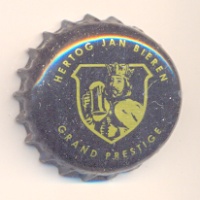 HERTOG JAN BIEREN
GRAND PRESTIGE